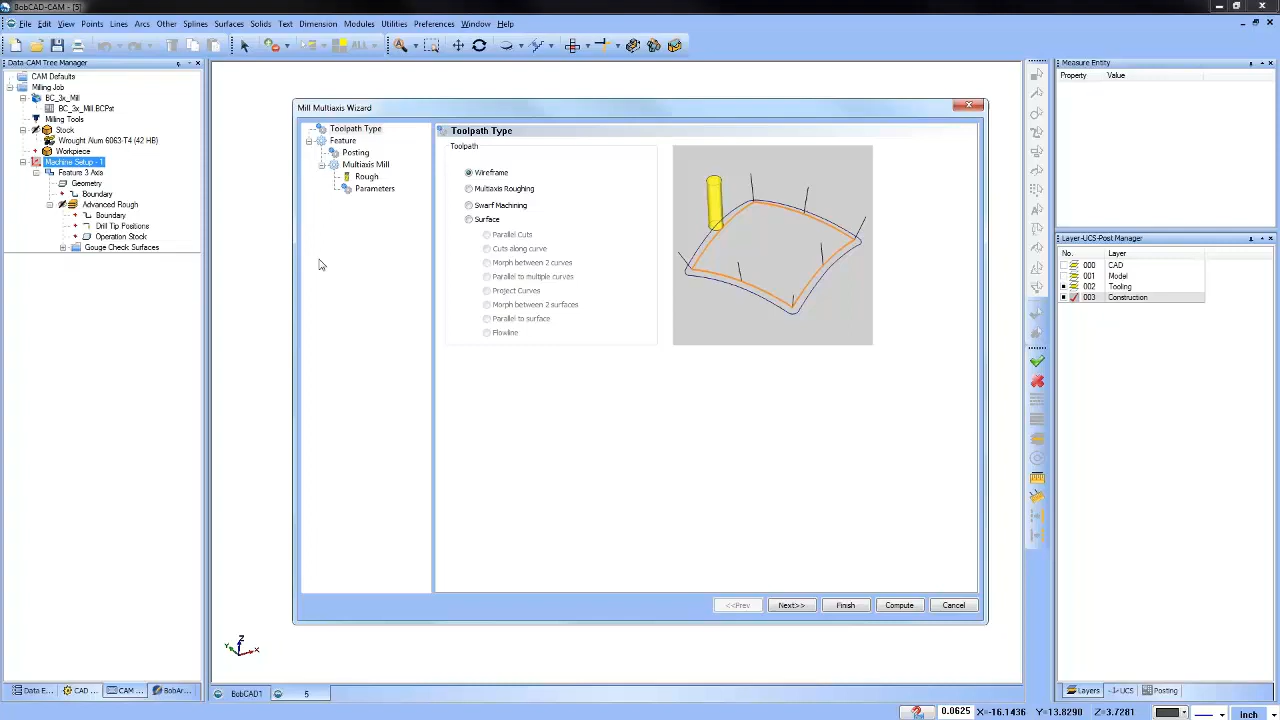 BobCAD-CAM - [5]
File Edit View Points Lines Arcs Other Splines Surfaces Solids Text Dimension Modules Utilities Preferences Window Help
ALL
Data-CAM Tree Manager
CAM Defaults
Milling Job
BC_3x_Mill
BC_3x_Mill.BCPst
Milling Tools
Stock
Wrought Alum 6063-T4 (42 HB)
Workpiece
Machine Setup - 1
Feature 3 Axis
Geometry
Boundary
Advanced Rough
Boundary
Drill Tip Positions
Operation Stock
Gouge Check Surfaces
Mill Multiaxis Wizard
Toolpath Type
Feature
Posting
Multiaxis Mill
Rough
Parameters
Toolpath Type
Toolpath
Wireframe
Multiaxis Roughing
Swarf Machining
Surface
Parallel Cuts
Cuts along curve
Morph between 2 curves
Parallel to multiple curves
Project Curves
Morph between 2 surfaces
Parallel to surface
Flowline
<<Prev Next>> Finish Compute Cancel
Measure Entity
Property Value
Layer-UCS-Post Manager
No. Layer
000 CAD
001 Model
002 Tooling
003 Construction
Z
Y X
Data E... CAD ... CAM ... BobAr...
BobCAD1 5
Layers UCS Posting
0.0625 X=-16.1436 Y=13.8290 Z=3.7281 Inch